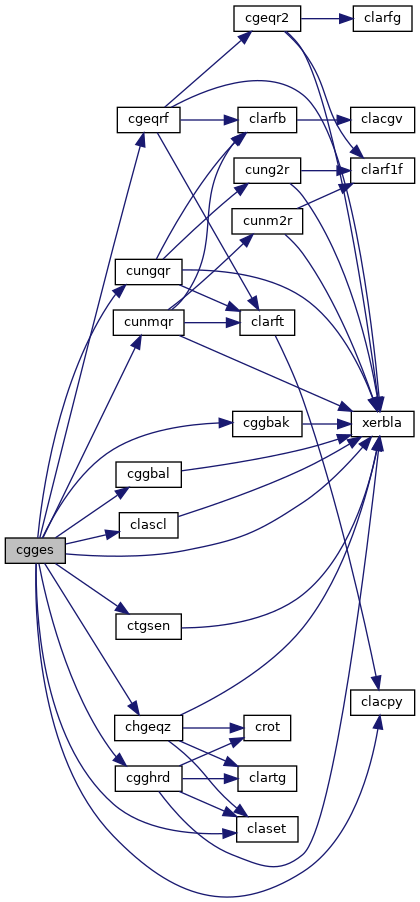 cgeqr2
clarfg
cgeqrf
clarfb
clacgv
cung2r
clarf1f
cunm2r
cungqr
cunmqr
clarft
cggbak
xerbla
cggbal
clascl
cgges
ctgsen
clacpy
chgeqz
crot
cgghrd
clartg
claset